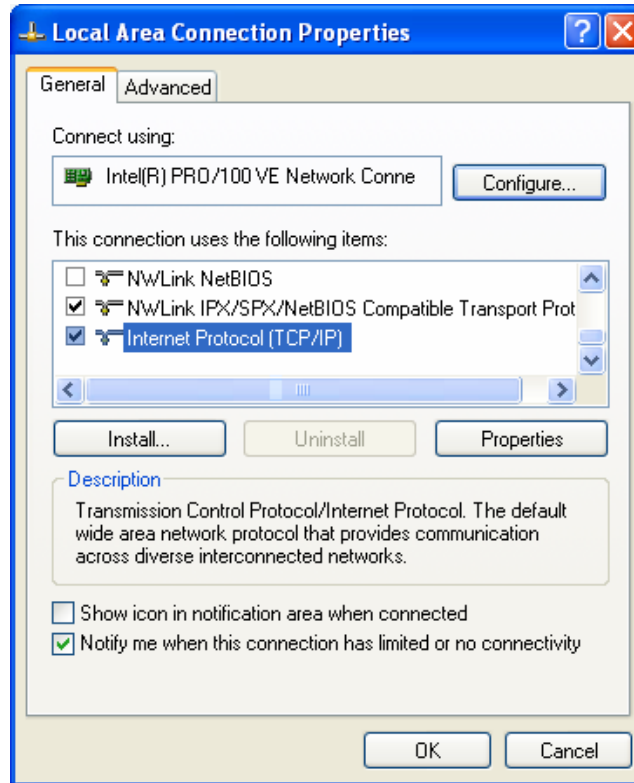 Local Area Connection Properties
General Advanced
Connect using:
Intel(R) PRO/100 VE Network Conne
Configure...
This connection uses the following items:
NWLink NetBIOS
NWLink IPX/SPX/NetBIOS Compatible Transport Prot
Internet Protocol (TCP/IP)
Install... Uninstall Properties
Description
Transmission Control Protocol/Internet Protocol. The default
wide area network protocol that provides communication
across diverse interconnected networks.
Show icon in notification area when connected
Notify me when this connection has limited or no connectivity
OK Cancel